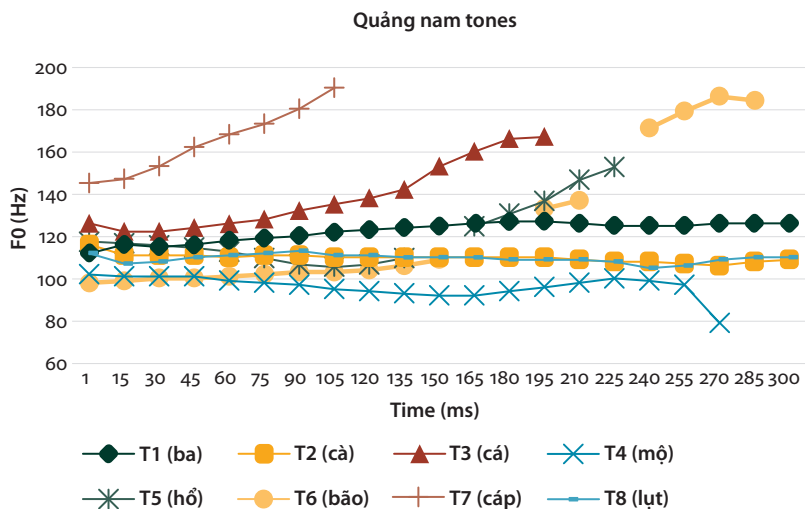 Quảng nam tones
200
180
160
140
120
100
80
60
F0 (Hz)
1 15 30 45 60 75 90 105 120 135 150 165 180 195 210 225 240 255 270 285 300
Time (ms)
T1 (ba) T2 (cà) T3 (cá) T4 (mộ)
T5 (hổ) T6 (bão) T7 (cáp) T8 (lụt)